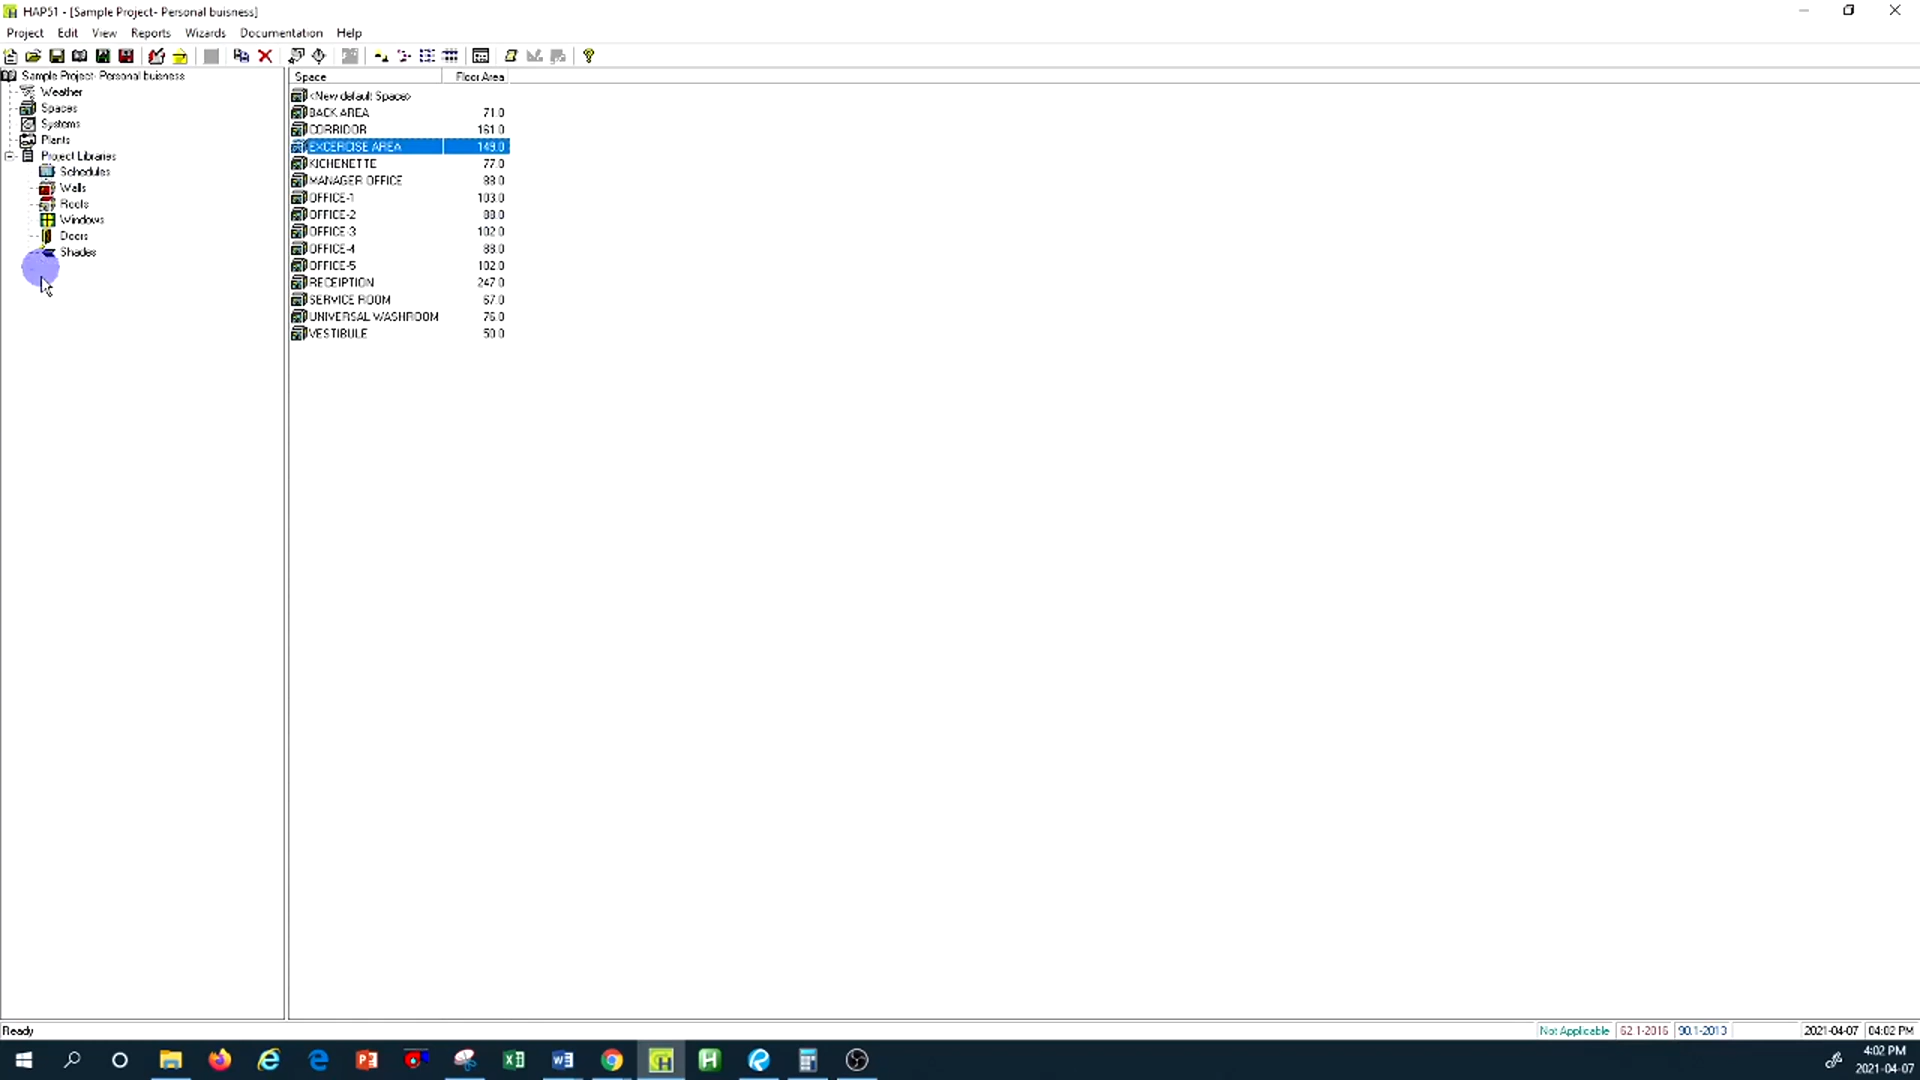 HAP51 - [Sample Project- Personal buisness]
Project Edit View Reports Wizards Documentation Help
Sample Project- Personal buisness
Weather
Spaces
Systems
Plants
Project Libraries
Schedules
Walls
Roofs
Windows
Doors
Shades
Space Floor Area
<New default Space>
BACK AREA 71.0
CORRIDOR 161.0
EXCERCISE AREA 149.0
KICHENETTE 77.0
MANAGER OFFICE 88.0
OFFICE-1 103.0
OFFICE-2 88.0
OFFICE-3 102.0
OFFICE-4 88.0
OFFICE-5 102.0
RECEIPTION 247.0
SERVICE ROOM 67.0
UNIVERSAL WASHROOM 76.0
VESTIBULE 50.0
Ready Not Applicable 62.1-2016 90.1-2013 2021-04-07 04:02 PM
4:02 PM
2021-04-07